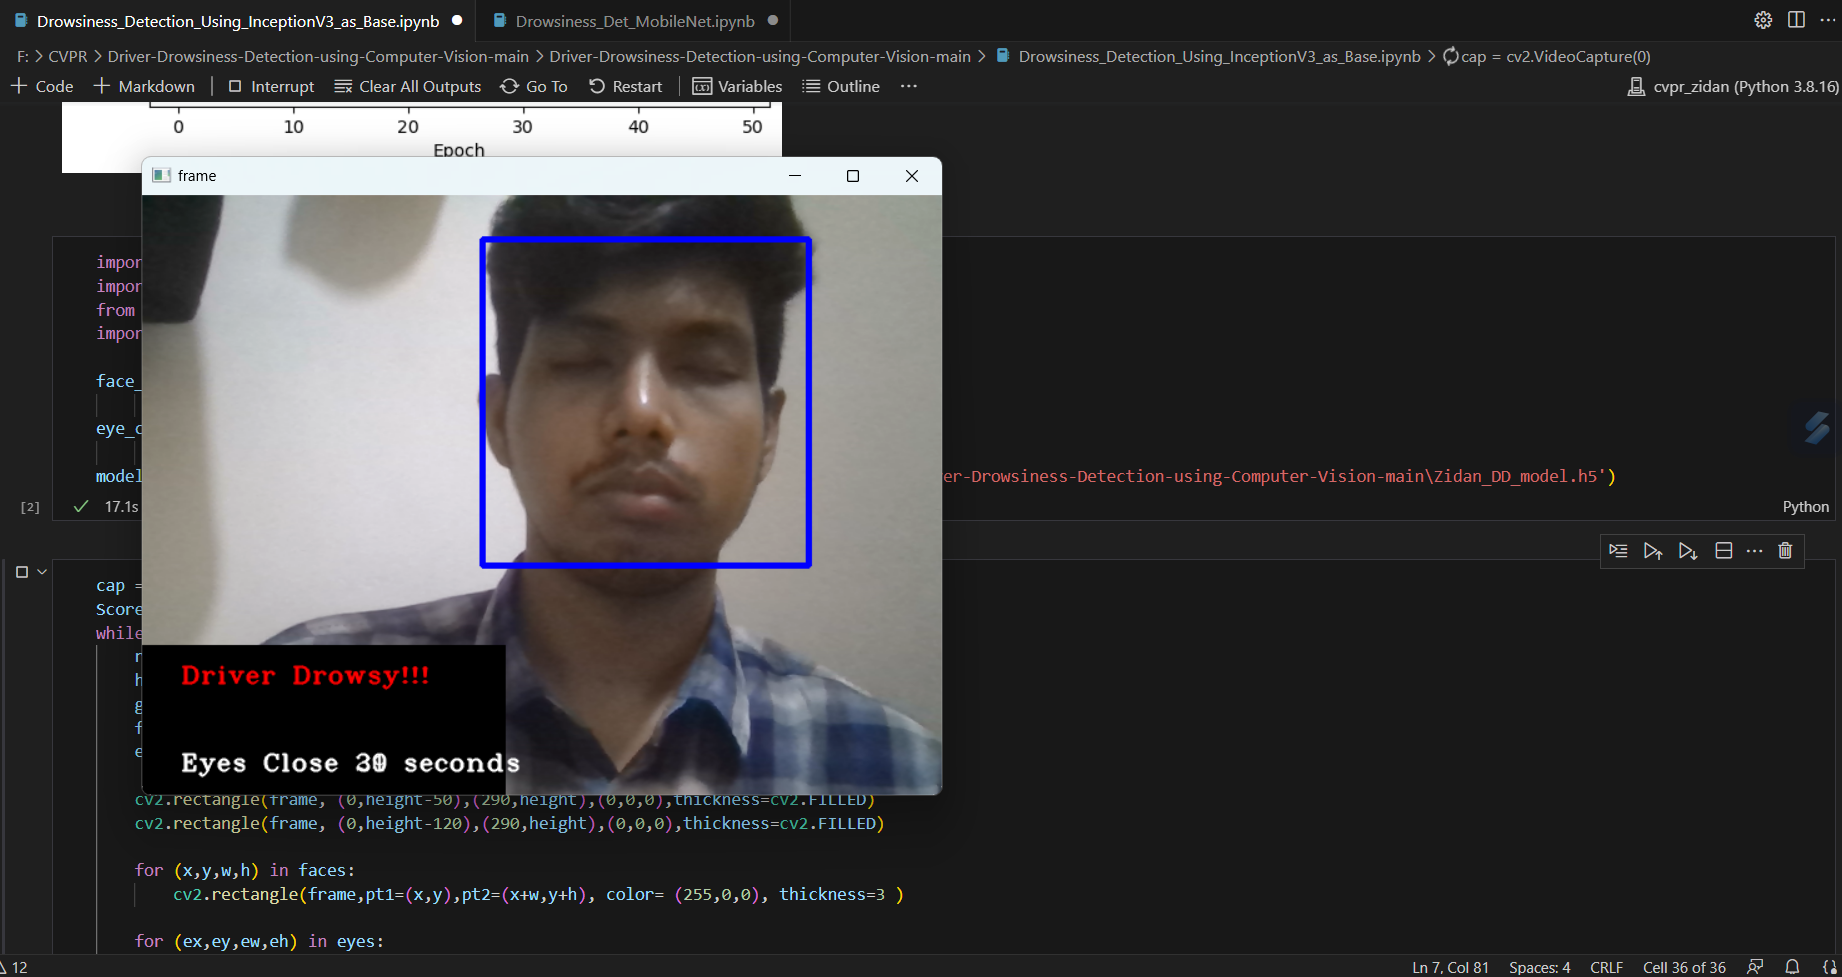 Drowsiness_Detection_Using_InceptionV3_as_Base.ipynb
Drowsiness_Det_MobileNet.ipynb
F: > CVPR > Driver-Drowsiness-Detection-using-Computer-Vision-main > Driver-Drowsiness-Detection-using-Computer-Vision-main > Drowsiness_Detection_Using_InceptionV3_as_Base.ipynb > cap = cv2.VideoCapture(0)
+ Code + Markdown | Interrupt Clear All Outputs Go To Restart | Variables Outline ...
cvpr_zidan (Python 3.8.16)
0 10 20 30 40 50
Epoch
frame
impor
impor
from
impor
face_
eye_c
model
er-Drowsiness-Detection-using-Computer-Vision-main\Zidan_DD_model.h5')
[2] 17.1s
Python
cap =
Score
while
r
h
g
f
e
Driver Drowsy!!!
Eyes Close seconds
cv2.rectangle(frame, (0,height-50),(290,height),(0,0,0),thickness=cv2.FILLED)
cv2.rectangle(frame, (0,height-120),(290,height),(0,0,0),thickness=cv2.FILLED)
for (x,y,w,h) in faces:
cv2.rectangle(frame,pt1=(x,y),pt2=(x+w,y+h), color= (255,0,0), thickness=3 )
for (ex,ey,ew,eh) in eyes:
12
Ln 7, Col 81 Spaces: 4 CRLF Cell 36 of 36